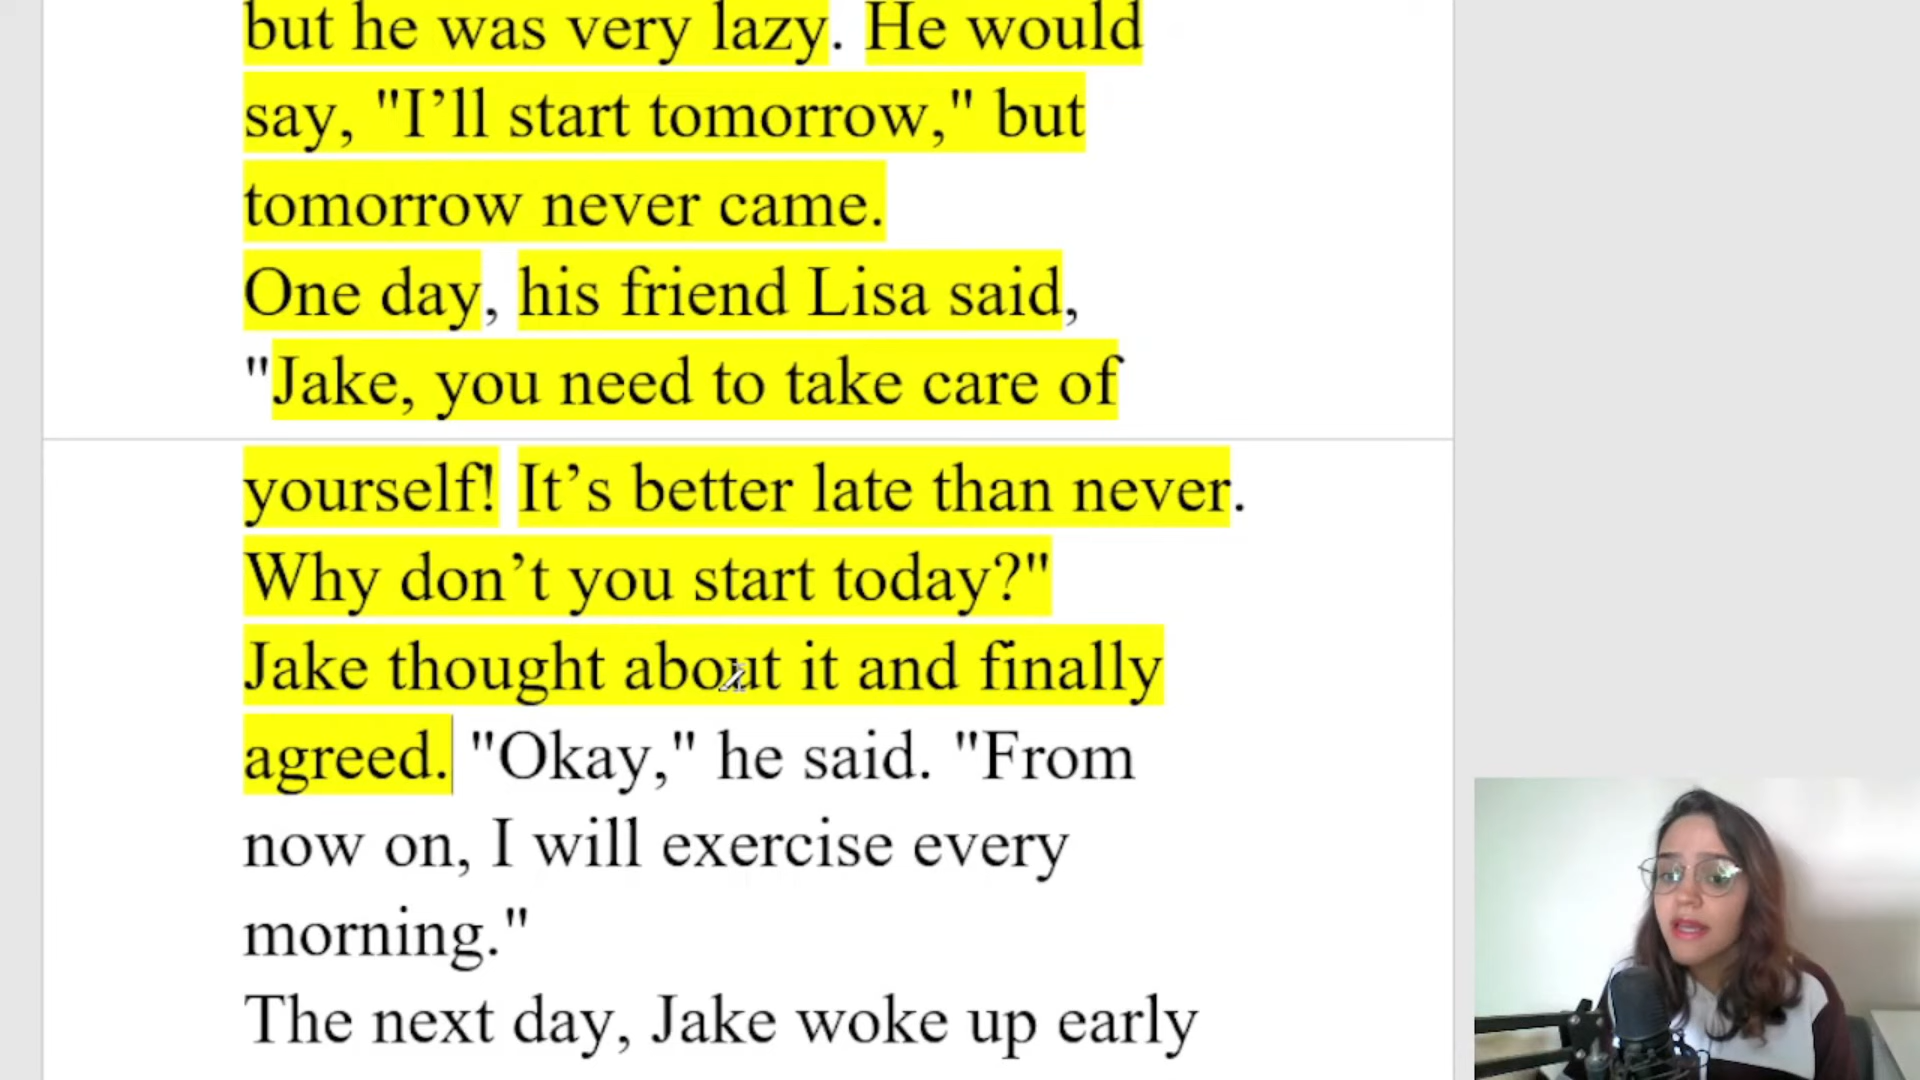 but he was very lazy. He would
say, "I’ll start tomorrow," but
tomorrow never came.
One day, his friend Lisa said,
"Jake, you need to take care of
yourself! It’s better late than never.
Why don’t you start today?"
Jake thought about it and finally
agreed. "Okay," he said. "From
now on, I will exercise every
morning."
The next day, Jake woke up early